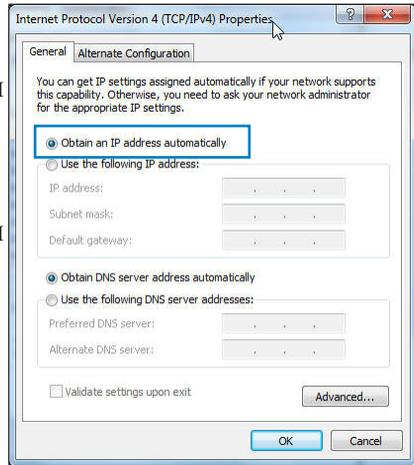 Internet Protocol Version 4 (TCP/IPv4) Properties
General
Alternate Configuration
You can get IP settings assigned automatically if your network supports
this capability. Otherwise, you need to ask your network administrator
for the appropriate IP settings.
Obtain an IP address automatically
Use the following IP address:
IP address:
Subnet mask:
Default gateway:
Obtain DNS server address automatically
Use the following DNS server addresses:
Preferred DNS server:
Alternate DNS server:
Validate settings upon exit
Advanced...
OK
Cancel